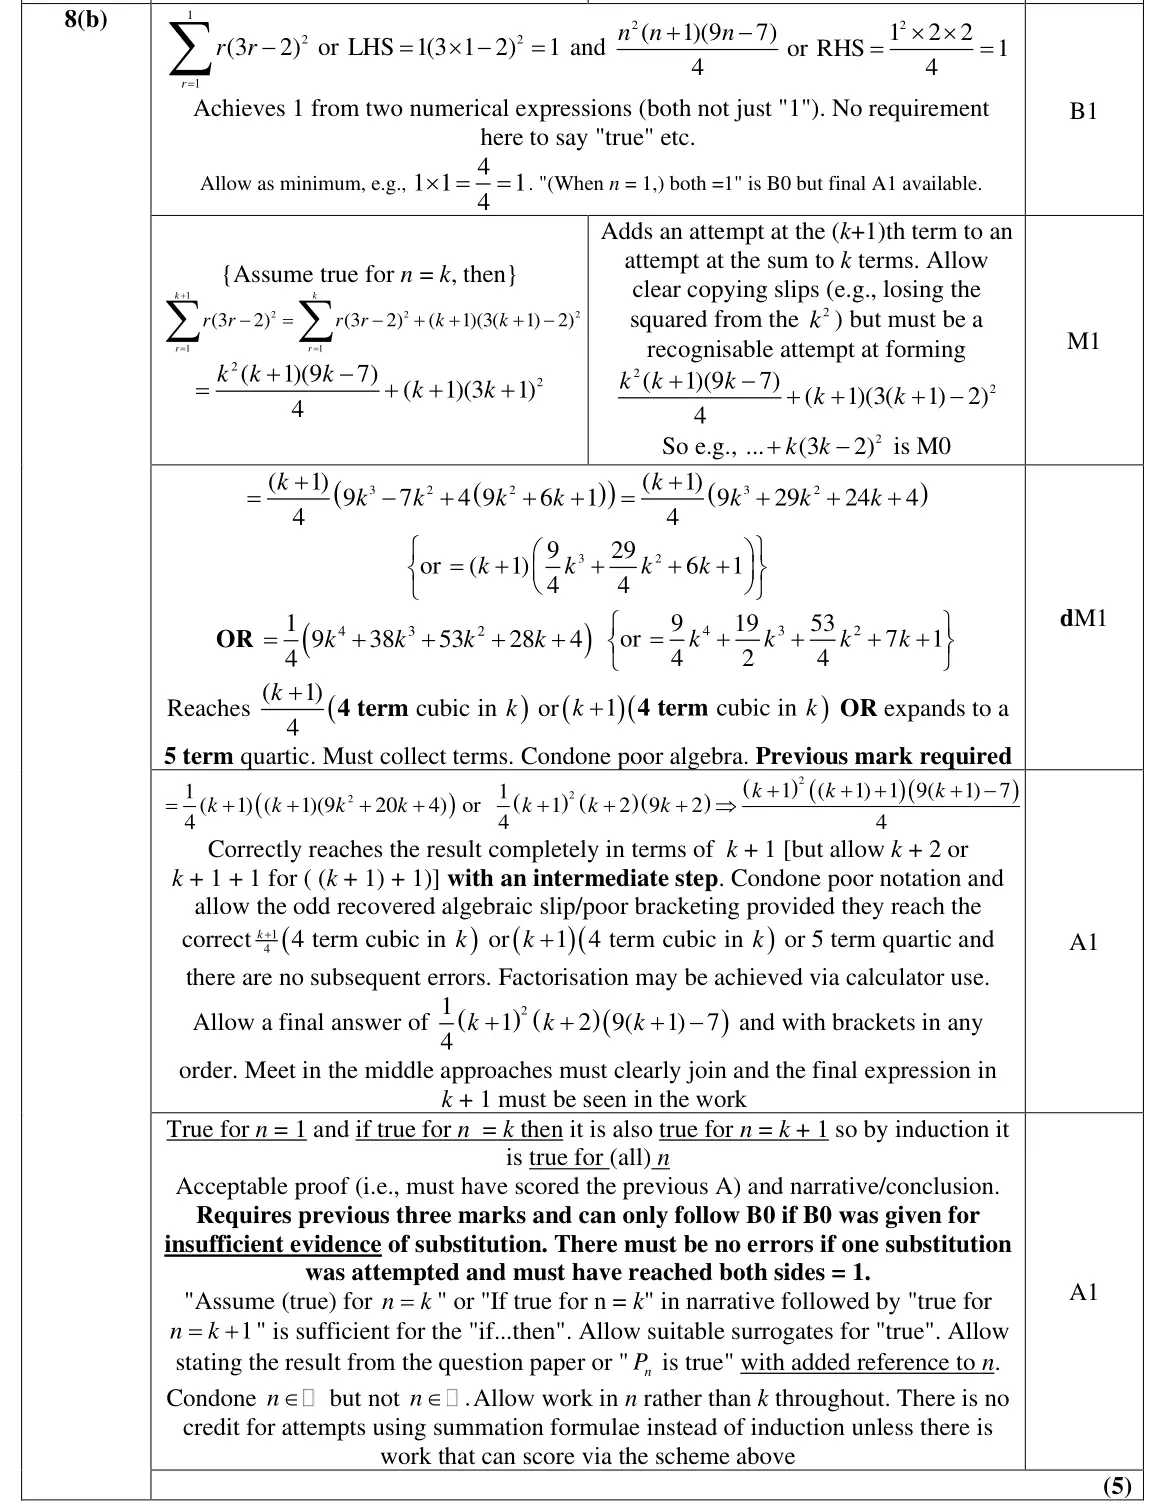 8(b)
\sum_{r=1}^{1} r(3r − 2)² or LHS = 1(3×1 − 2)² = 1 and \frac{n²(n+1)(9n−7)}{4} or RHS = \frac{1²×2×2}{4} = 1
Achieves 1 from two numerical expressions (both not just "1"). No requirement
here to say "true" etc.
Allow as minimum, e.g., 1×1 = \frac{4}{4} = 1. "(When n = 1,) both =1" is B0 but final A1 available.
B1
{Assume true for n = k, then}
\sum_{r=1}^{k+1} r(3r − 2)² = \sum_{r=1}^{k} r(3r − 2)² + (k+1)(3(k+1) − 2)²
= \frac{k²(k+1)(9k−7)}{4} + (k+1)(3k+1)²
Adds an attempt at the (k+1)th term to an
attempt at the sum to k terms. Allow
clear copying slips (e.g., losing the
squared from the k² ) but must be a
recognisable attempt at forming
\frac{k²(k+1)(9k−7)}{4} + (k+1)(3(k+1) − 2)²
So e.g., ... + k(3k − 2)² is M0
M1
= \frac{(k+1)}{4}(9k³ − 7k² + 4(9k² + 6k + 1)) = \frac{(k+1)}{4}(9k³ + 29k² + 24k + 4)
{or = (k+1)(\frac{9}{4}k³ + \frac{29}{4}k² + 6k + 1)}
OR = \frac{1}{4}(9k⁴ + 38k³ + 53k² + 28k + 4) {or = \frac{9}{4}k⁴ + \frac{19}{2}k³ + \frac{53}{4}k² + 7k + 1}
Reaches \frac{(k+1)}{4}(4 term cubic in k) or (k+1)(4 term cubic in k) OR expands to a
5 term quartic. Must collect terms. Condone poor algebra. Previous mark required
dM1
= \frac{1}{4}(k+1)((k+1)(9k² + 20k + 4)) or \frac{1}{4}(k+1)²(k+2)(9k+2) ⇒ \frac{(k+1)²((k+1)+1)(9(k+1)−7)}{4}
Correctly reaches the result completely in terms of k + 1 [but allow k + 2 or
k + 1 + 1 for ( (k + 1) + 1)] with an intermediate step. Condone poor notation and
allow the odd recovered algebraic slip/poor bracketing provided they reach the
correct \frac{k+1}{4}(4 term cubic in k) or (k+1)(4 term cubic in k) or 5 term quartic and
there are no subsequent errors. Factorisation may be achieved via calculator use.
Allow a final answer of \frac{1}{4}(k+1)²(k+2)(9(k+1)−7) and with brackets in any
order. Meet in the middle approaches must clearly join and the final expression in
k + 1 must be seen in the work
A1
True for n = 1 and if true for n = k then it is also true for n = k + 1 so by induction it
is true for (all) n
Acceptable proof (i.e., must have scored the previous A) and narrative/conclusion.
Requires previous three marks and can only follow B0 if B0 was given for
insufficient evidence of substitution. There must be no errors if one substitution
was attempted and must have reached both sides = 1.
"Assume (true) for n = k " or "If true for n = k" in narrative followed by "true for
n = k + 1 " is sufficient for the "if...then". Allow suitable surrogates for "true". Allow
stating the result from the question paper or " Pₙ is true" with added reference to n.
Condone n ∈ □ but not n ∈ □ . Allow work in n rather than k throughout. There is no
credit for attempts using summation formulae instead of induction unless there is
work that can score via the scheme above
A1
(5)